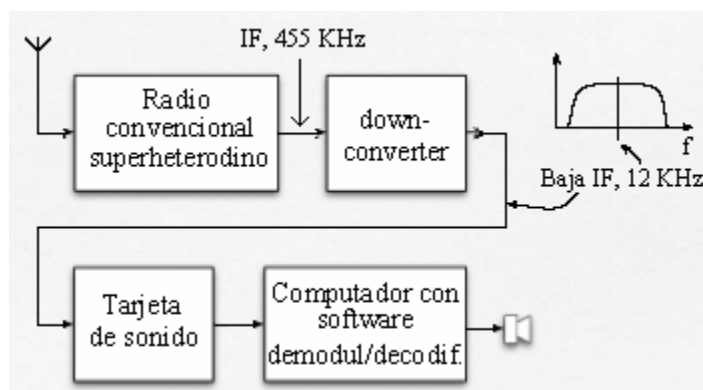 IF, 455 KHz
Radio
convencional
superheterodino
down-
converter
f
Baja IF, 12 KHz
Tarjeta
de sonido
Computador con
software
demodul/decodif.